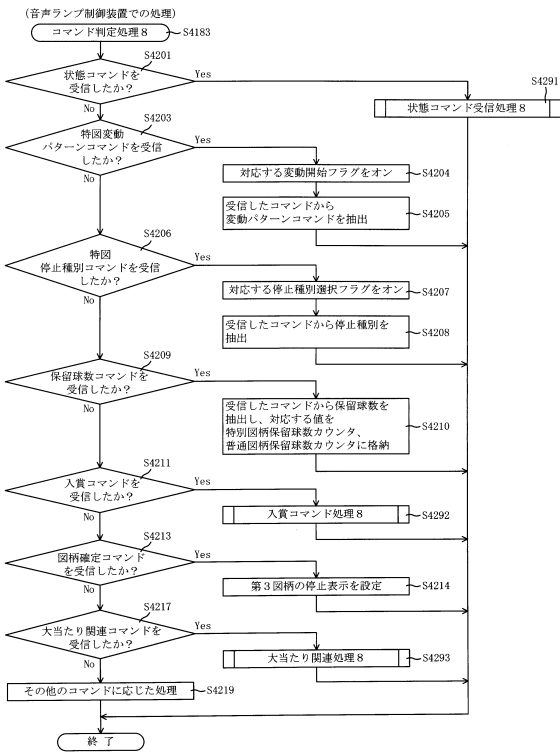 （音声ランプ制御装置での処理）
コマンド判定処理８ S4183
S4201
状態コマンドを
受信したか？
Yes
No
S4291
状態コマンド受信処理８
S4203
特図変動
パターンコマンドを受信
したか？
Yes
No
対応する変動開始フラグをオン S4204
受信したコマンドから
変動パターンコマンドを抽出 S4205
S4206
特図
停止種別コマンドを受信
したか？
Yes
No
対応する停止種別選択フラグをオン S4207
受信したコマンドから停止種別を
抽出 S4208
S4209
保留球数コマンドを
受信したか？
Yes
No
受信したコマンドから保留球数を
抽出し、対応する値を
特別図柄保留球数カウンタ、
普通図柄保留球数カウンタに格納
S4210
S4211
入賞コマンドを
受信したか？
Yes
No
入賞コマンド処理８ S4292
S4213
図柄確定コマンド
を受信したか？
Yes
No
第３図柄の停止表示を設定 S4214
S4217
大当たり関連コマンドを
受信したか？
Yes
No
大当たり関連処理８ S4293
その他のコマンドに応じた処理 S4219
終 了